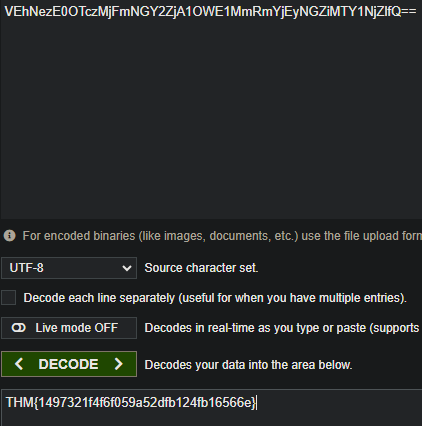 VEhNezE0OTczMjFmNGY2ZjA1OWE1MmRmYjEyNGZiMTY1NjZlfQ==
For encoded binaries (like images, documents, etc.) use the file upload form
UTF-8 Source character set.
Decode each line separately (useful for when you have multiple entries).
Live mode OFF Decodes in real-time as you type or paste (supports
< DECODE > Decodes your data into the area below.
THM{1497321f4f6f059a52dfb124fb16566e}